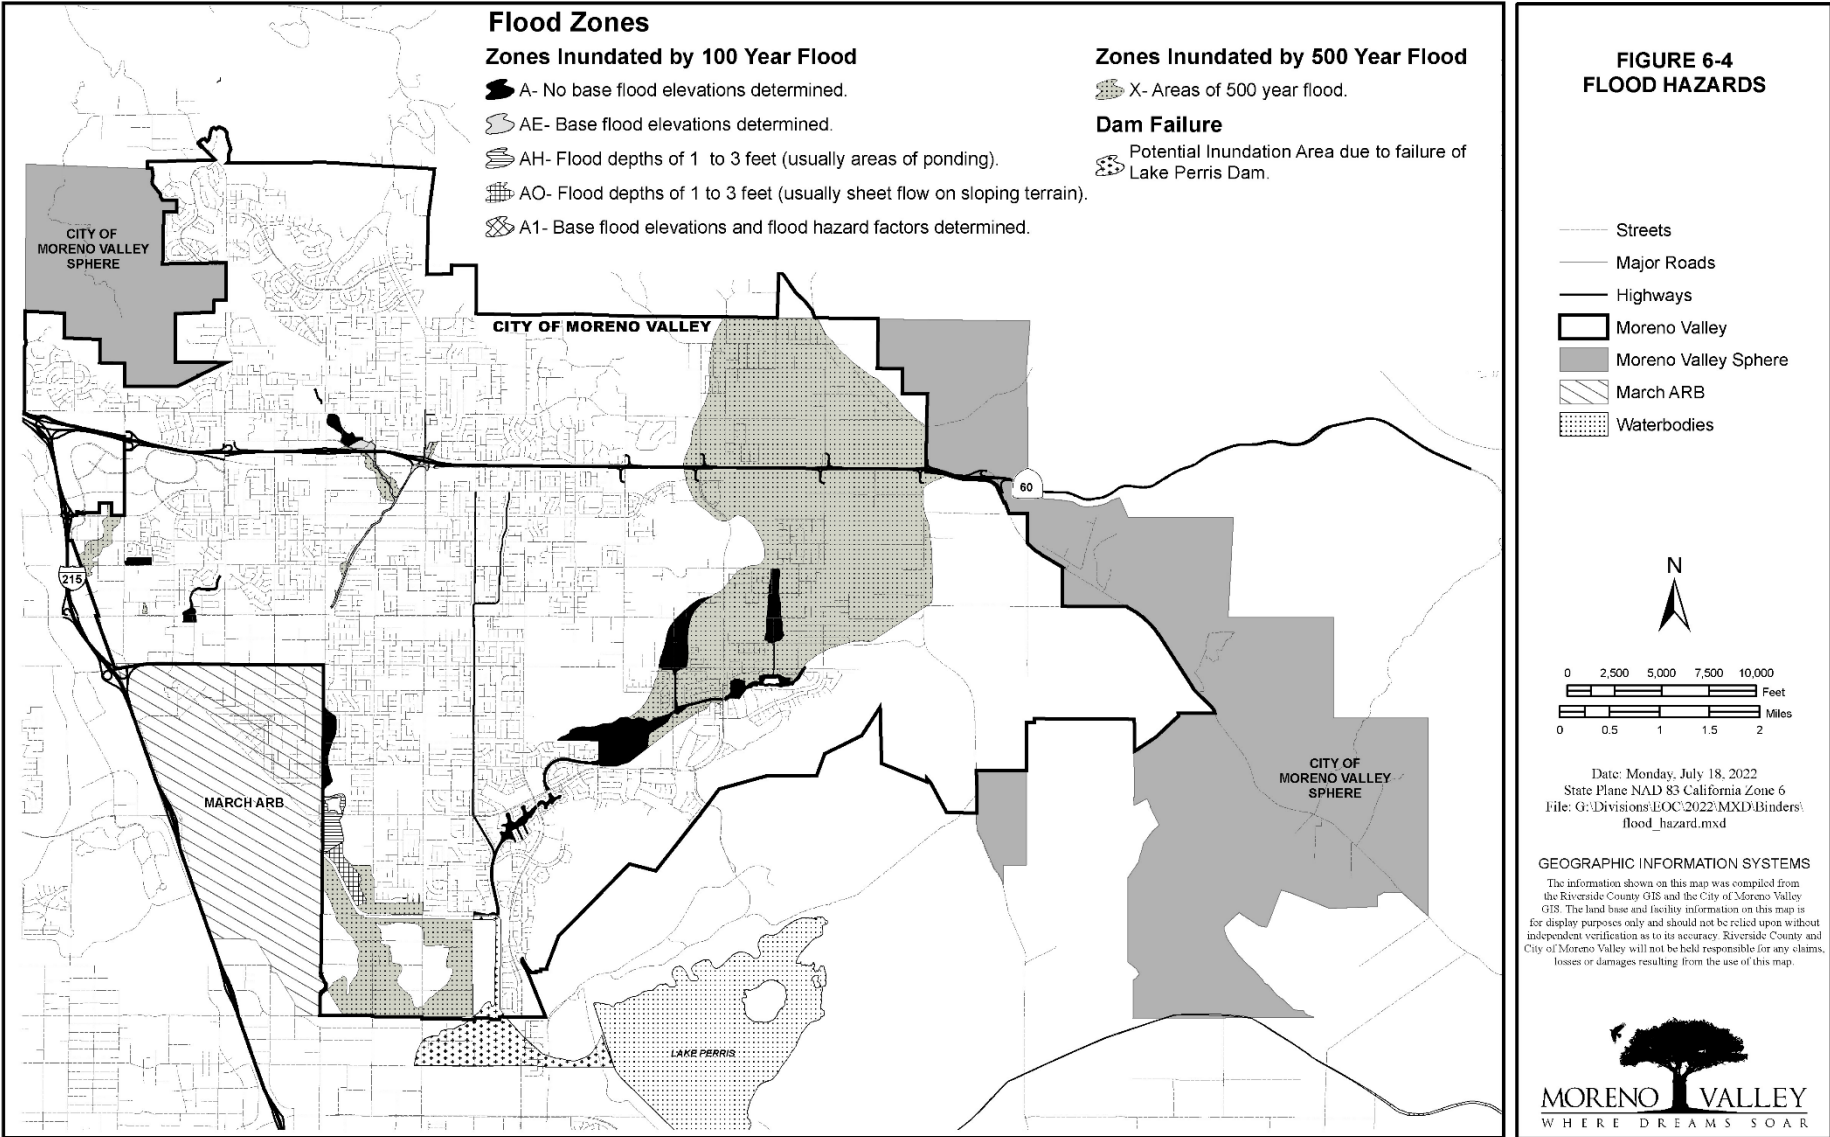 Flood Zones
Zones Inundated by 100 Year Flood
A- No base flood elevations determined.
AE- Base flood elevations determined.
AH- Flood depths of 1 to 3 feet (usually areas of ponding).
AO- Flood depths of 1 to 3 feet (usually sheet flow on sloping terrain).
A1- Base flood elevations and flood hazard factors determined.
Zones Inundated by 500 Year Flood
X- Areas of 500 year flood.
Dam Failure
Potential Inundation Area due to failure of
Lake Perris Dam.
CITY OF
MORENO VALLEY
SPHERE
CITY OF MORENO VALLEY
60
215
MARCH ARB
CITY OF
MORENO VALLEY
SPHERE
LAKE PERRIS
FIGURE 6-4
FLOOD HAZARDS
Streets
Major Roads
Highways
Moreno Valley
Moreno Valley Sphere
March ARB
Waterbodies
N
0 2,500 5,000 7,500 10,000
Feet
Miles
0 0.5 1 1.5 2
Date: Monday, July 18, 2022
State Plane NAD 83 California Zone 6
File: G:\Divisions\EOC\2022\MXD\Binders\
flood_hazard.mxd
GEOGRAPHIC INFORMATION SYSTEMS
The information shown on this map was compiled from
the Riverside County GIS and the City of Moreno Valley
GIS. The land base and facility information on this map is
for display purposes only and should not be relied upon without
independent verification as to its accuracy. Riverside County and
City of Moreno Valley will not be held responsible for any claims,
losses or damages resulting from the use of this map.
MORENO VALLEY
WHERE DREAMS SOAR